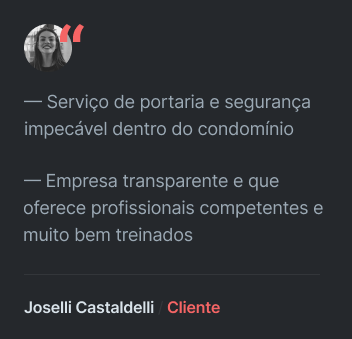 “
— Serviço de portaria e segurança
impecável dentro do condomínio
— Empresa transparente e que
oferece profissionais competentes e
muito bem treinados
Joselli Castaldelli / Cliente